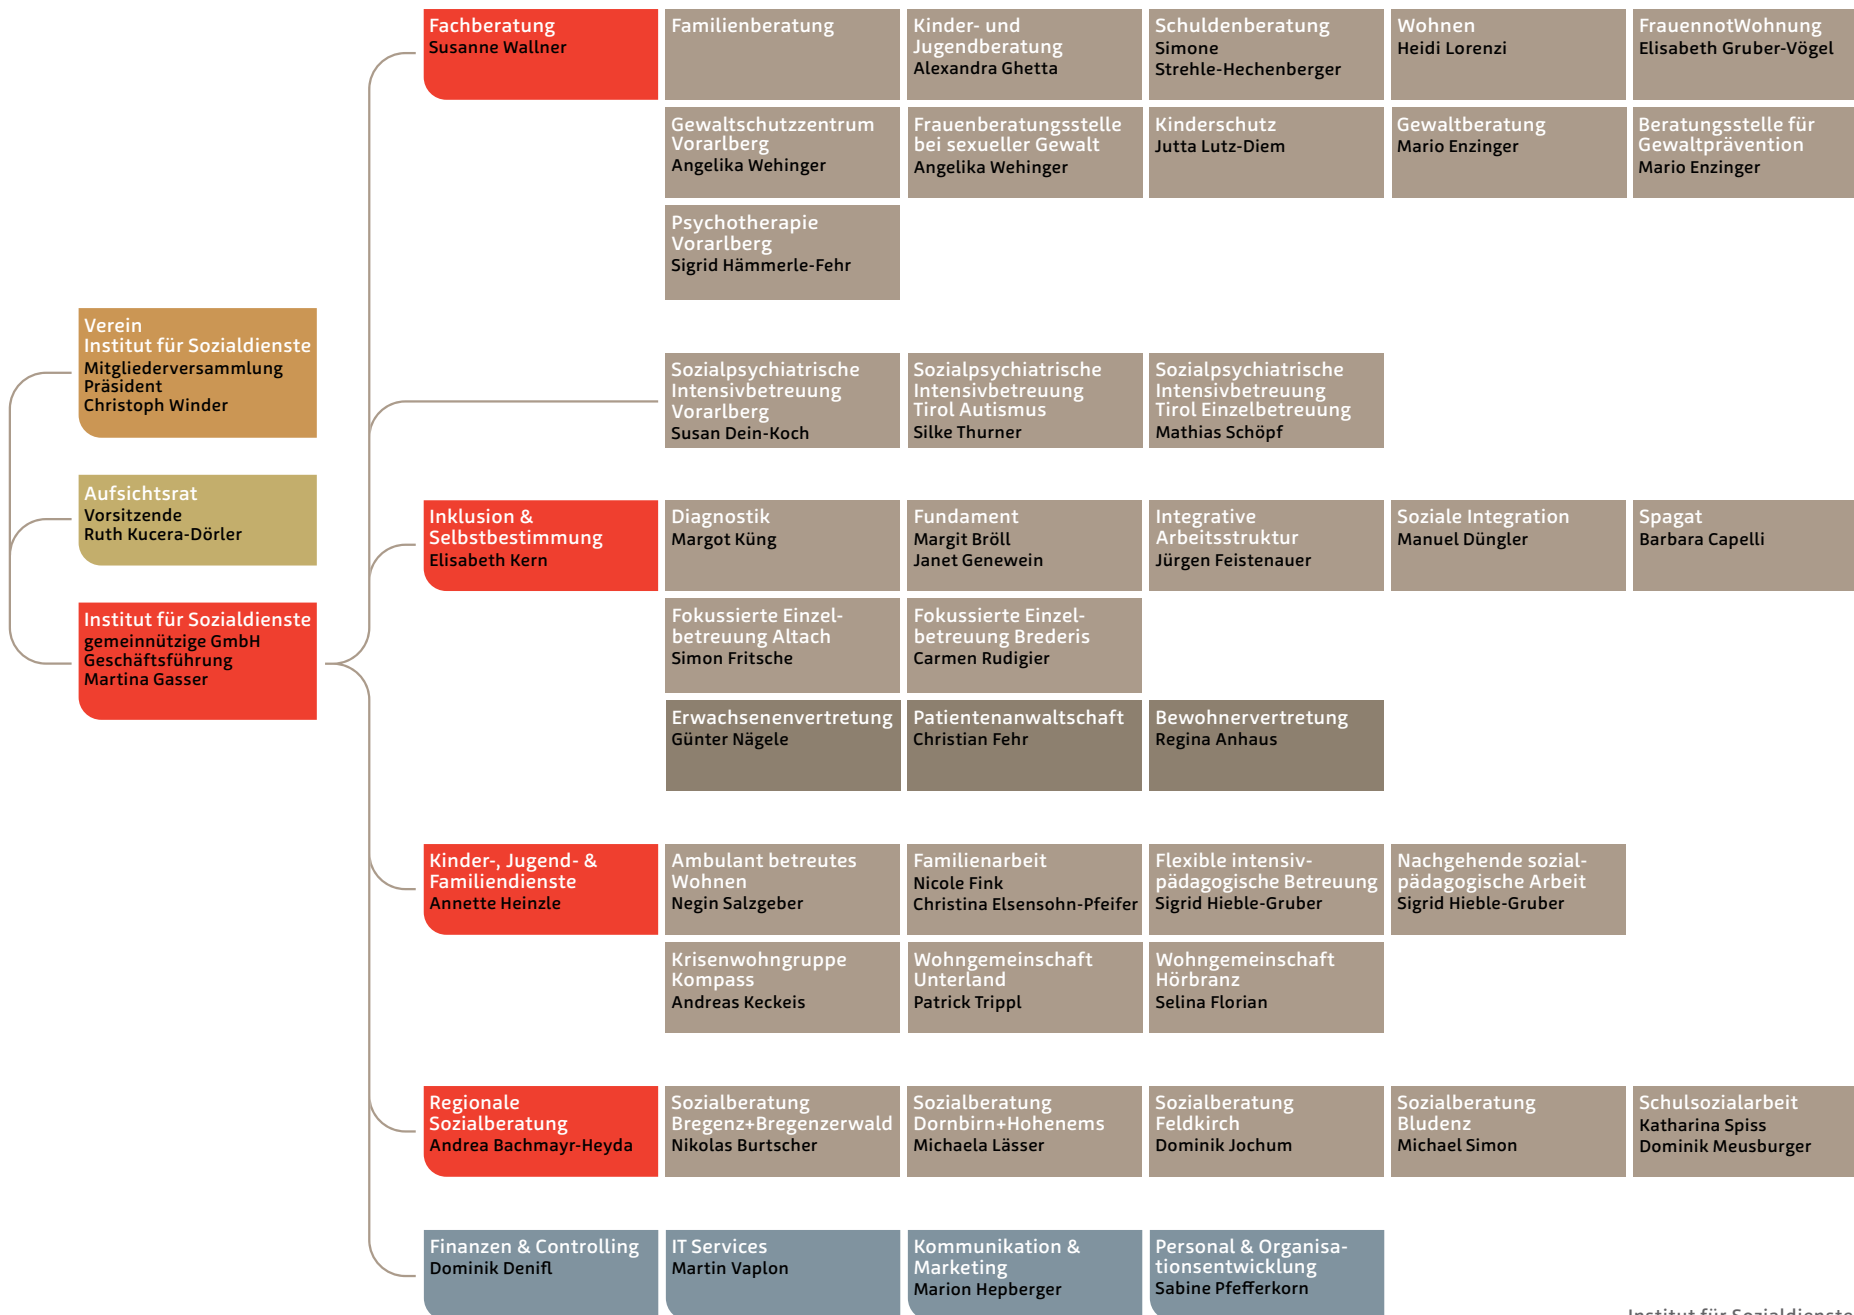 Verein
Institut für Sozialdienste
Mitgliederversammlung
Präsident
Christoph Winder
Aufsichtsrat
Vorsitzende
Ruth Kucera-Dörler
Institut für Sozialdienste
gemeinnützige GmbH
Geschäftsführung
Martina Gasser
Fachberatung
Susanne Wallner
Familienberatung
Kinder- und
Jugendberatung
Alexandra Ghetta
Schuldenberatung
Simone
Strehle-Hechenberger
Wohnen
Heidi Lorenzi
FrauennotWohnung
Elisabeth Gruber-Vögel
Gewaltschutzzentrum
Vorarlberg
Angelika Wehinger
Frauenberatungsstelle
bei sexueller Gewalt
Angelika Wehinger
Kinderschutz
Jutta Lutz-Diem
Gewaltberatung
Mario Enzinger
Beratungsstelle für
Gewaltprävention
Mario Enzinger
Psychotherapie
Vorarlberg
Sigrid Hämmerle-Fehr
Sozialpsychiatrische
Intensivbetreuung
Vorarlberg
Susan Dein-Koch
Sozialpsychiatrische
Intensivbetreuung
Tirol Autismus
Silke Thurner
Sozialpsychiatrische
Intensivbetreuung
Tirol Einzelbetreuung
Mathias Schöpf
Inklusion &
Selbstbestimmung
Elisabeth Kern
Diagnostik
Margot Küng
Fundament
Margit Bröll
Janet Genewein
Integrative
Arbeitsstruktur
Jürgen Feistenauer
Soziale Integration
Manuel Düngler
Spagat
Barbara Capelli
Fokussierte Einzel-
betreuung Altach
Simon Fritsche
Fokussierte Einzel-
betreuung Brederis
Carmen Rudigier
Erwachsenenvertretung
Günter Nägele
Patientenanwaltschaft
Christian Fehr
Bewohnervertretung
Regina Anhaus
Kinder-, Jugend- &
Familiendienste
Annette Heinzle
Ambulant betreutes
Wohnen
Negin Salzgeber
Familienarbeit
Nicole Fink
Christina Elsensohn-Pfeifer
Flexible intensiv-
pädagogische Betreuung
Sigrid Hieble-Gruber
Nachgehende sozial-
pädagogische Arbeit
Sigrid Hieble-Gruber
Krisenwohngruppe
Kompass
Andreas Keckeis
Wohngemeinschaft
Unterland
Patrick Trippl
Wohngemeinschaft
Hörbranz
Selina Florian
Regionale
Sozialberatung
Andrea Bachmayr-Heyda
Sozialberatung
Bregenz+Bregenzerwald
Nikolas Burtscher
Sozialberatung
Dornbirn+Hohenems
Michaela Lässer
Sozialberatung
Feldkirch
Dominik Jochum
Sozialberatung
Bludenz
Michael Simon
Schulsozialarbeit
Katharina Spiss
Dominik Meusburger
Finanzen & Controlling
Dominik Denifl
IT Services
Martin Vaplon
Kommunikation &
Marketing
Marion Hepberger
Personal & Organisa-
tionsentwicklung
Sabine Pfefferkorn
Institut für Sozialdienste